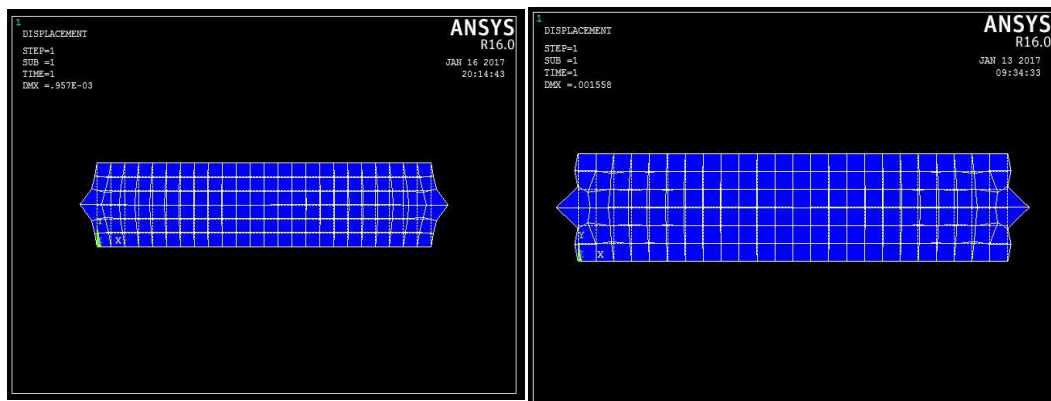 1
ANSYS
R16.0
DISPLACEMENT
STEP=1
SUB =1
TIME=1
DMX =.957E-03
JAN 16 2017
20:14:43
Y
X
1
ANSYS
R16.0
DISPLACEMENT
STEP=1
SUB =1
TIME=1
DMX =.001558
JAN 13 2017
09:34:33
Y
X